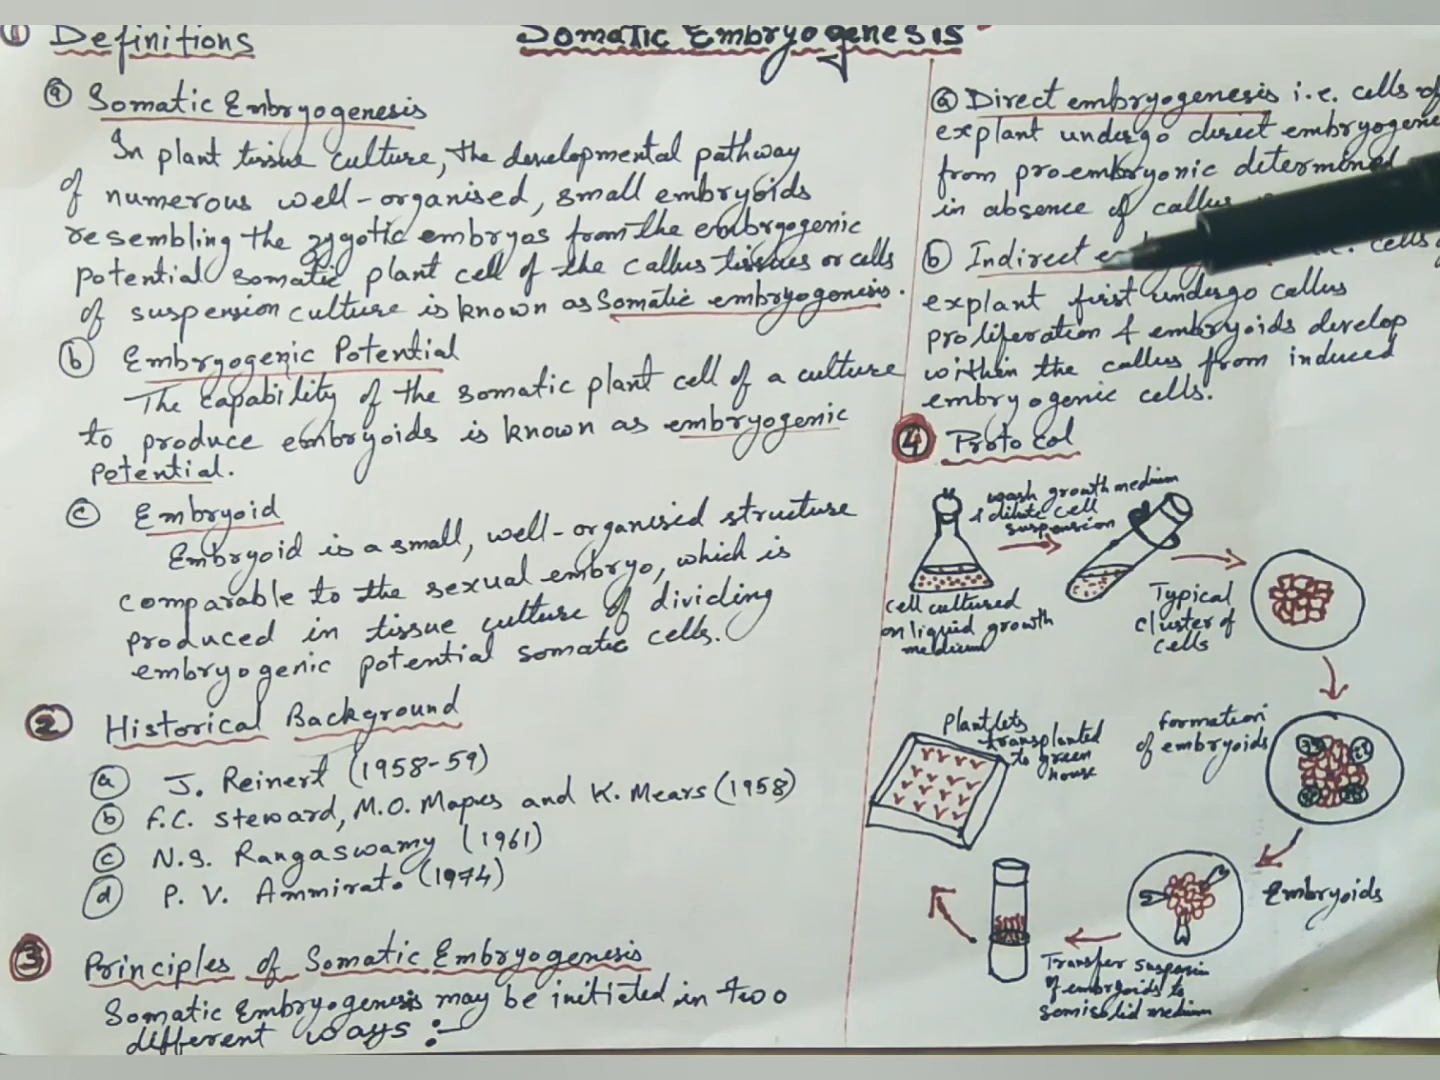 ① Definitions
Somatic Embryogenesis
ⓐ Somatic Embryogenesis
In plant tissue culture, the developmental pathway
of numerous well-organised, small embryoids
resembling the zygotic embryos from the embryogenic
potential somatic plant cell of the callus tissues or cells
of suspension culture is known as Somatic embryogenesis.
ⓑ Embryogenic Potential
The capability of the somatic plant cell of a culture
to produce embryoids is known as embryogenic
potential.
ⓒ Embryoid
Embryoid is a small, well-organised structure
comparable to the sexual embryo, which is
produced in tissue culture of dividing
embryogenic potential somatic cells.
② Historical Background
ⓐ J. Reinert (1958-59)
ⓑ F.C. Steward, M.O. Mapes and K. Mears (1958)
ⓒ N.S. Rangaswamy (1961)
ⓓ P. V. Ammirato (1974)
③ Principles of Somatic Embryogenesis
Somatic Embryogenesis may be initiated in two
different ways :-
ⓐ Direct embryogenesis i.e. cells of
explant undergo direct embryogene
from pro-embryonic determined
in absence of callus
ⓑ Indirect cells
explant first undergo callus
proliferation & embryoids develop
within the callus from induced
embryogenic cells.
④ Protocol
wash growth medium
& dilute cell
suspension
cell cultured
on liquid growth
medium
Typical
cluster of
cells
formation
of embryoids
Plantlets
transplanted
to green
house
Embryoids
Transfer
of embryoids to
semisolid medium